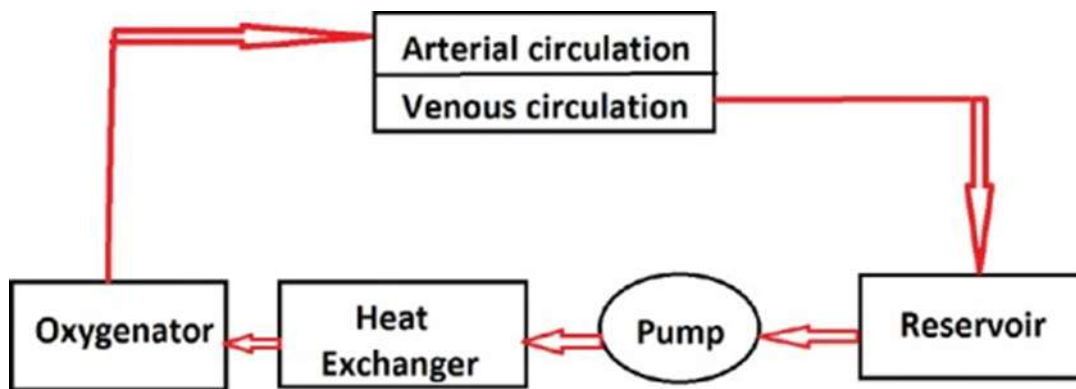 Arterial circulation
Venous circulation
Oxygenator
Heat
Exchanger
Pump
Reservoir